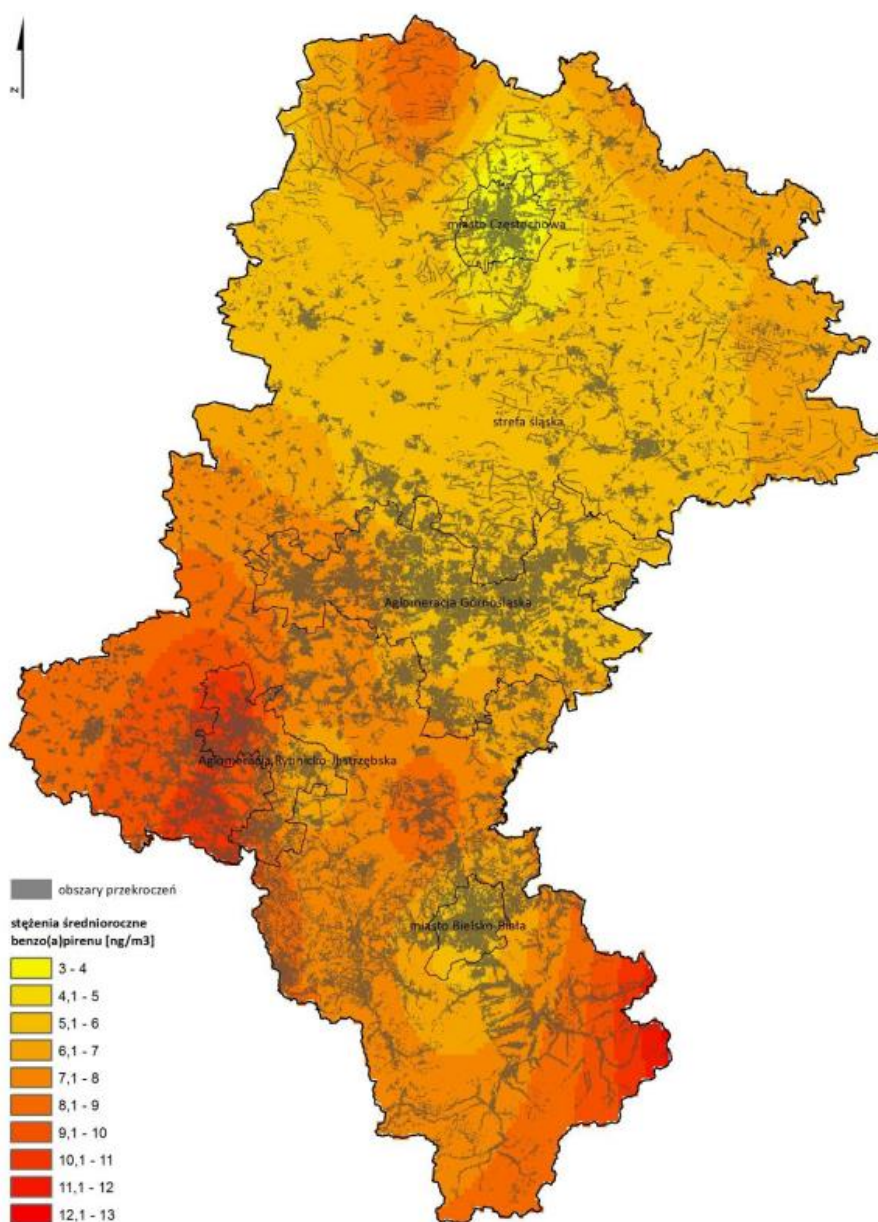 N
miasto Częstochowa
strefa śląska
Aglomeracja Górnośląska
Aglomeracja Rybnicko-Jastrzębska
miasto Bielsko-Biała
obszary przekroczeń
stężenia średnioroczne
benzo(a)pirenu [ng/m3]
3 - 4
4,1 - 5
5,1 - 6
6,1 - 7
7,1 - 8
8,1 - 9
9,1 - 10
10,1 - 11
11,1 - 12
12,1 - 13